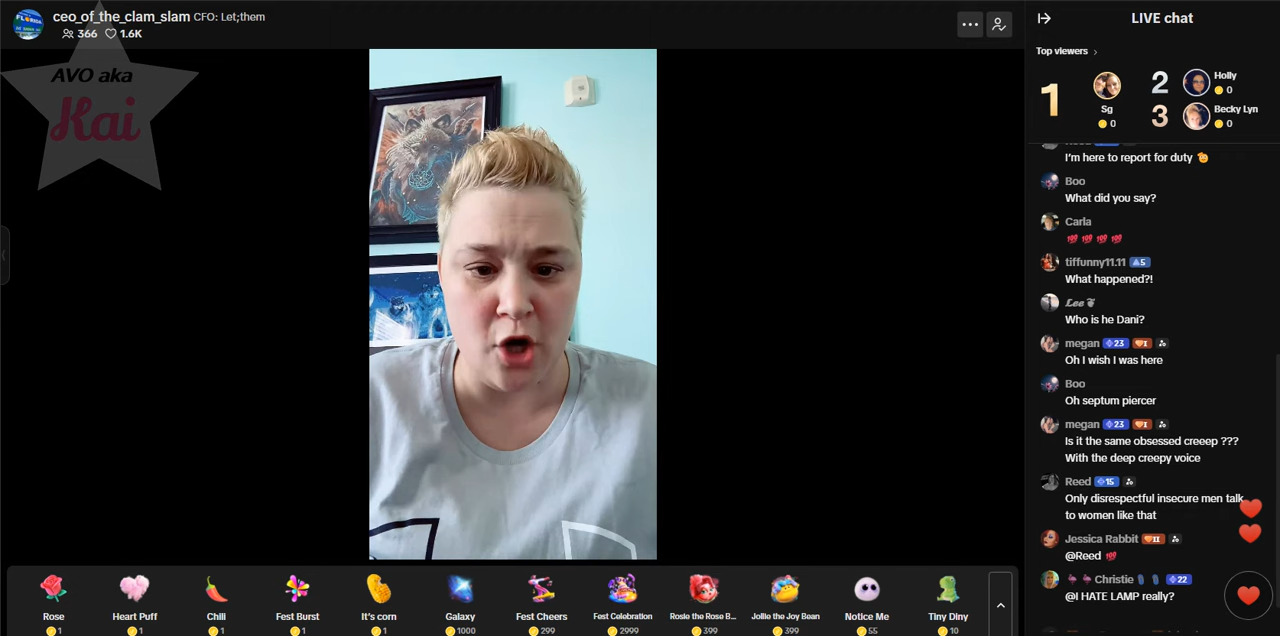 ceo_of_the_clam_slam CFO: Let;them
366 1.6K
AVO aka
Kai
FLORIDA
LIVE chat
Top viewers >
1
Sg
0
2
Holly
0
3
Becky Lyn
0
I'm here to report for duty
Boo
What did you say?
Carla
💯 💯 💯 💯
tiffunny11.11 5
What happened?!
Lee
Who is he Dani?
megan 23 I
Oh I wish I was here
Boo
Oh septum piercer
megan 23 I
Is it the same obsessed creeep ???
With the deep creepy voice
Reed 15
Only disrespectful insecure men talk
to women like that
Jessica Rabbit II
@Reed 💯
Christie 22
@I HATE LAMP really?
Rose
1
Heart Puff
1
Chill
1
Fest Burst
1
It's corn
1
Galaxy
1000
Fest Cheers
299
Fest Celebration
2999
Rosie the Rose B...
399
Jollie the Joy Bean
399
Notice Me
55
Tiny Diny
10